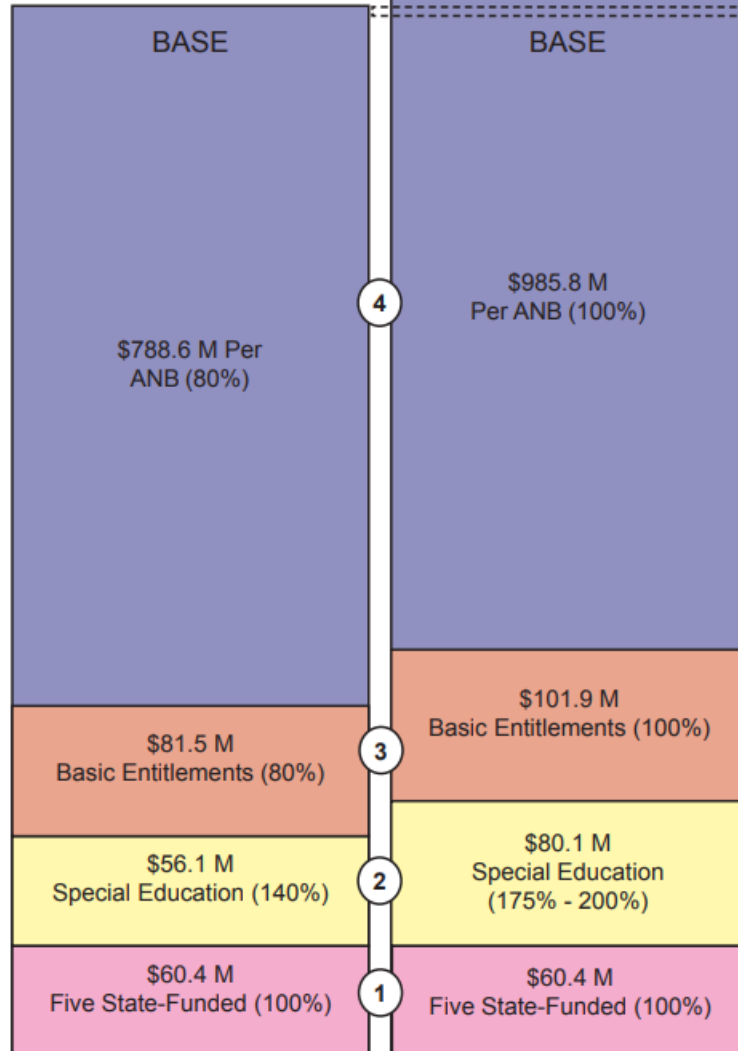 BASE
$788.6 M Per
ANB (80%)
$81.5 M
Basic Entitlements (80%)
$56.1 M
Special Education (140%)
$60.4 M
Five State-Funded (100%)
4
3
2
1
BASE
$985.8 M
Per ANB (100%)
$101.9 M
Basic Entitlements (100%)
$80.1 M
Special Education
(175% - 200%)
$60.4 M
Five State-Funded (100%)